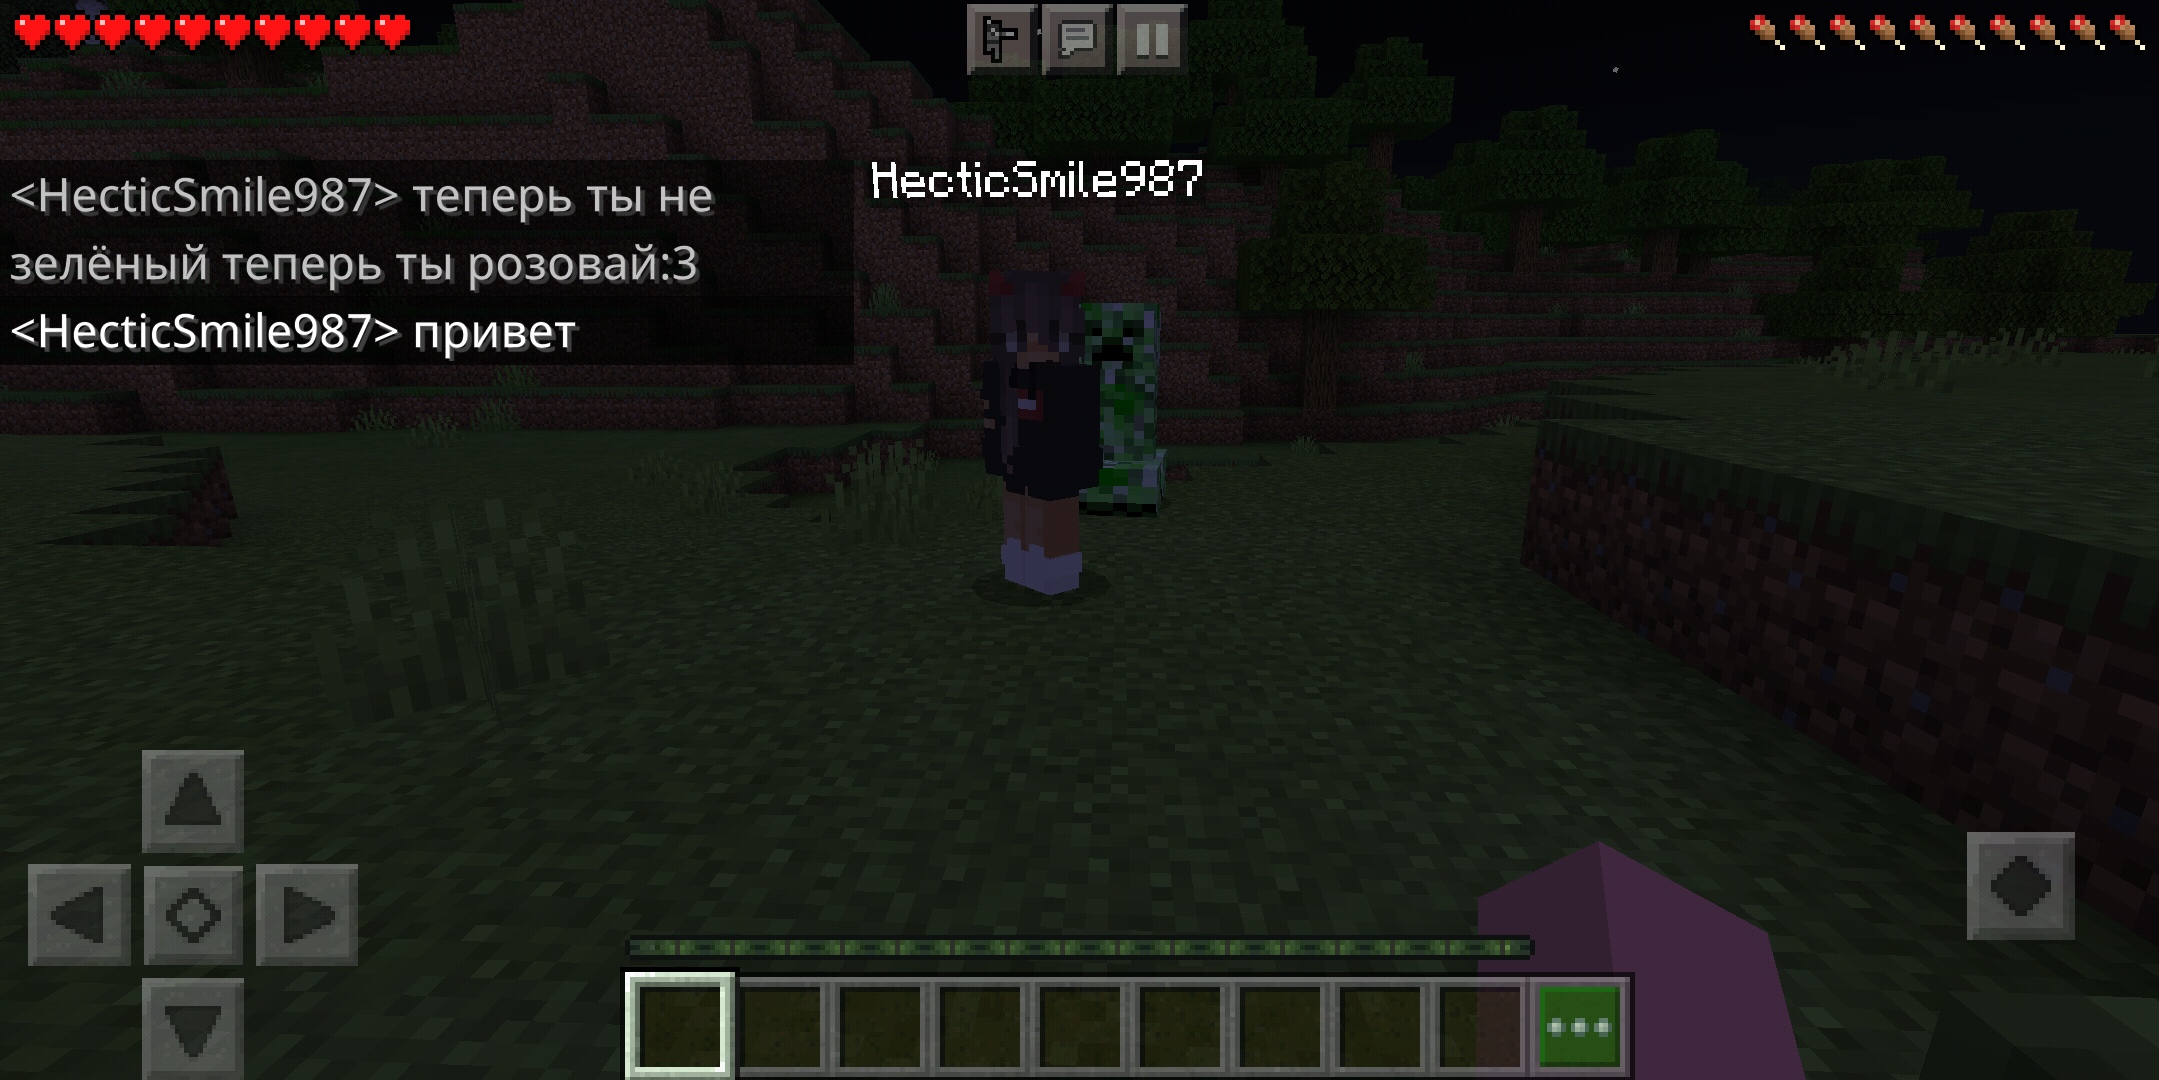 HecticSmile987
<HecticSmile987> теперь ты не
зелёный теперь ты розовай:3
<HecticSmile987> привет